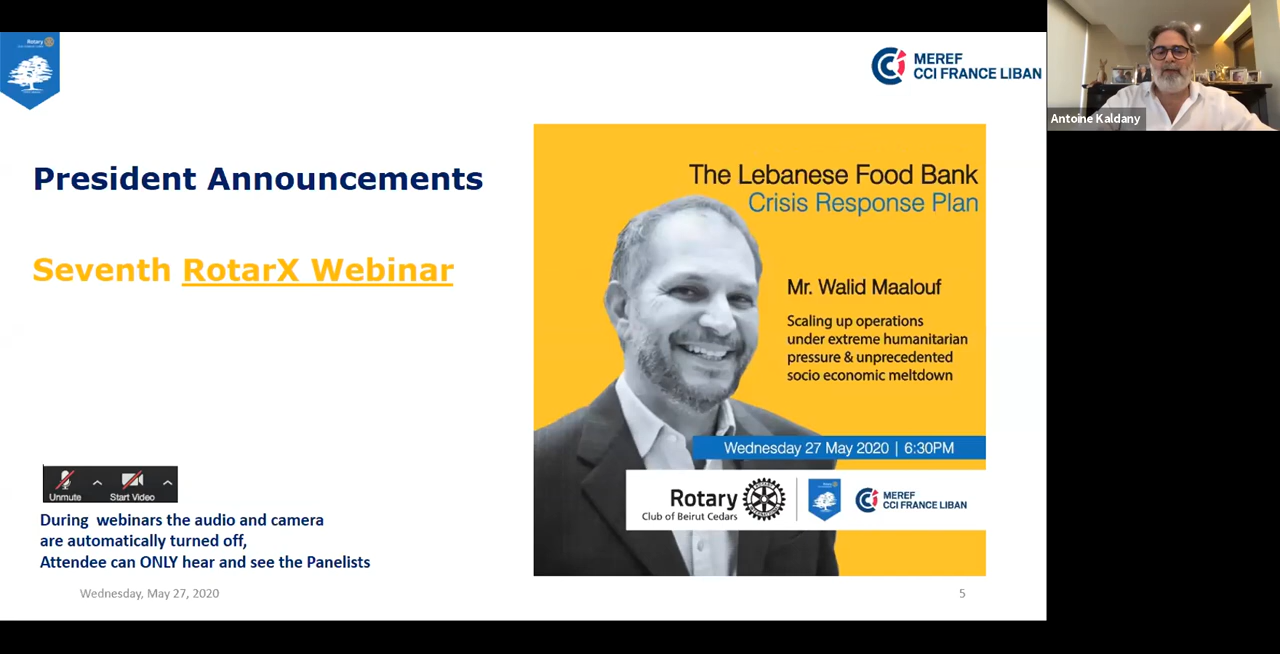 Rotary
MEREF
CCI FRANCE LIBAN
Antoine Kaldany
President Announcements
Seventh RotarX Webinar
The Lebanese Food Bank
Crisis Response Plan
Mr. Walid Maalouf
Scaling up operations
under extreme humanitarian
pressure & unprecedented
socio economic meltdown
Wednesday 27 May 2020 | 6:30PM
Rotary
Club of Beirut Cedars
MEREF
CCI FRANCE LIBAN
Unmute
Start Video
During webinars the audio and camera
are automatically turned off,
Attendee can ONLY hear and see the Panelists
Wednesday, May 27, 2020
5